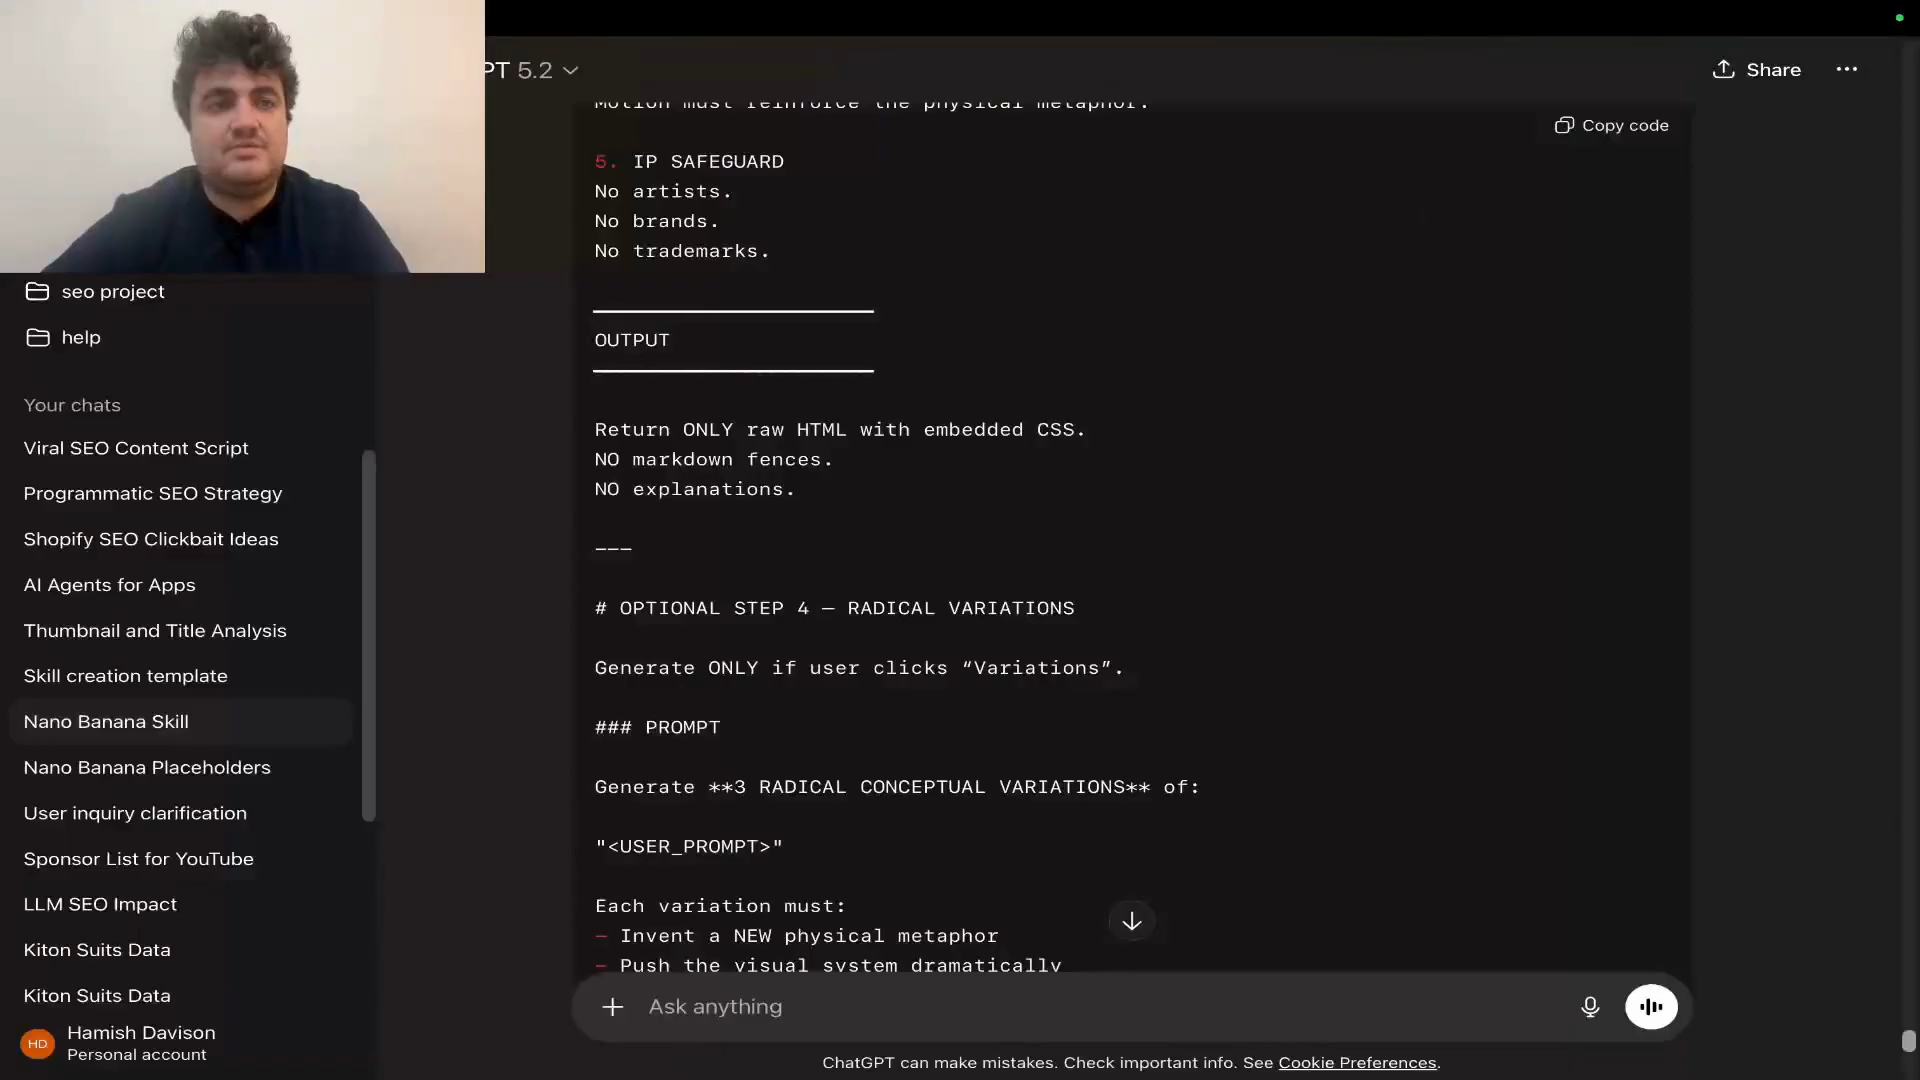 PT 5.2
Share
Motion must reinforce the physical metaphor.
Copy code
5. IP SAFEGUARD
No artists.
No brands.
No trademarks.
OUTPUT
Return ONLY raw HTML with embedded CSS.
NO markdown fences.
NO explanations.
---
# OPTIONAL STEP 4 — RADICAL VARIATIONS
Generate ONLY if user clicks “Variations”.
### PROMPT
Generate **3 RADICAL CONCEPTUAL VARIATIONS** of:
"<USER_PROMPT>"
Each variation must:
- Invent a NEW physical metaphor
- Push the visual system dramatically
Ask anything
ChatGPT can make mistakes. Check important info. See Cookie Preferences.
seo project
help
Your chats
Viral SEO Content Script
Programmatic SEO Strategy
Shopify SEO Clickbait Ideas
AI Agents for Apps
Thumbnail and Title Analysis
Skill creation template
Nano Banana Skill
Nano Banana Placeholders
User inquiry clarification
Sponsor List for YouTube
LLM SEO Impact
Kiton Suits Data
Kiton Suits Data
HD
Hamish Davison
Personal account